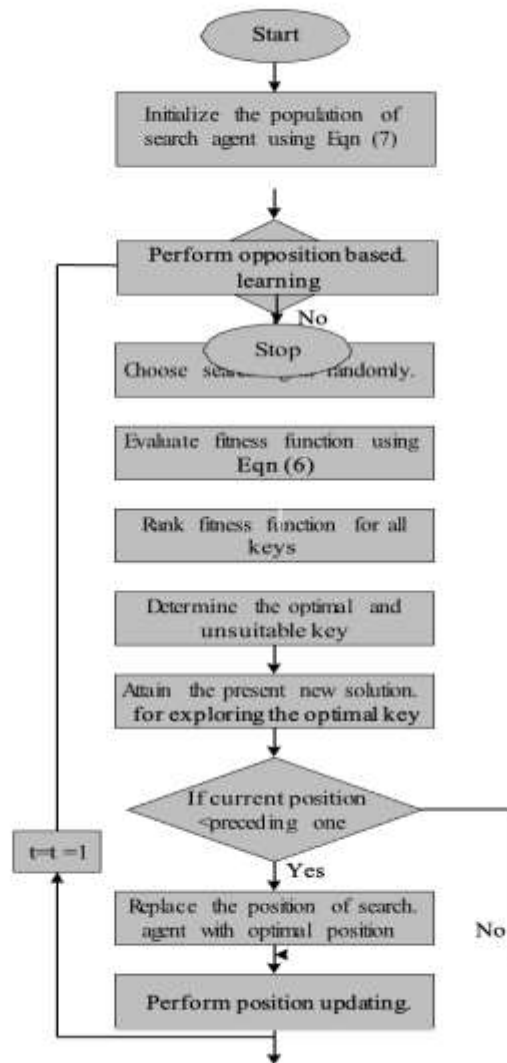 Start
Initialize the population of
search agent using Eqn (7)
Perform opposition based.
learning
No
Stop
Choose randomly.
Evaluate fitness function using
Eqn (6)
Rank fitness function for all
keys
Determine the optimal and
unsuitable key
Attain the present new solution.
for exploring the optimal key
If current position
<preceding one
t=t =1
Yes
Replace the position of search.
agent with optimal position
No
Perform position updating.